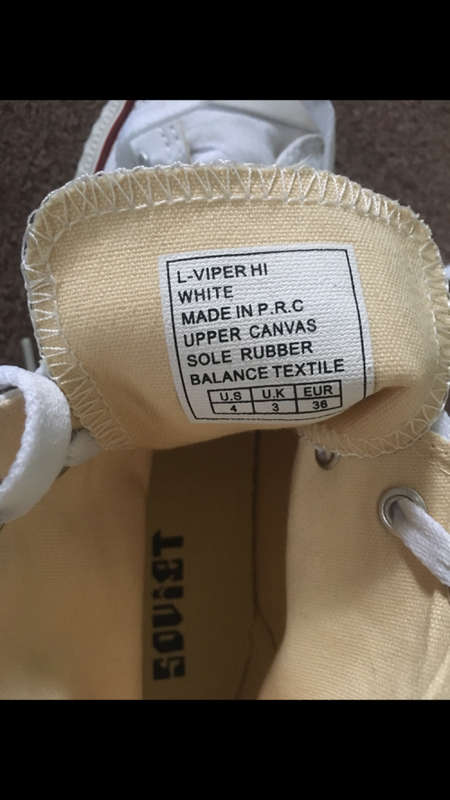 L-VIPER HI
WHITE
MADE IN P.R.C
UPPER CANVAS
SOLE RUBBER
BALANCE TEXTILE
U.S U.K EUR
4 3 36
SOVIET